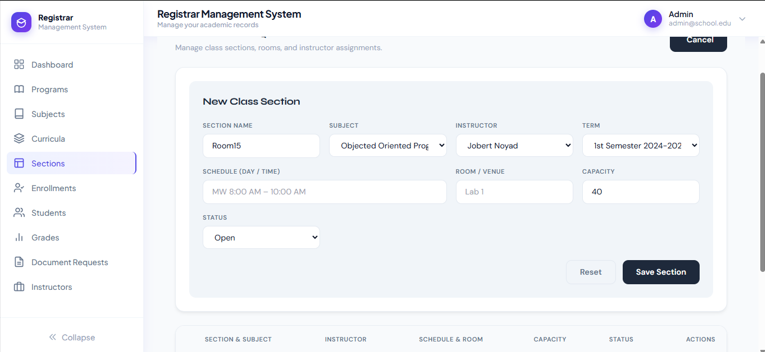 Registrar
Management System
Registrar Management System
Manage your academic records
A
Admin
admin@school.edu
Dashboard
Programs
Subjects
Curricula
Sections
Enrollments
Students
Grades
Document Requests
Instructors
Collapse
Manage class sections, rooms, and instructor assignments.
Cancel
New Class Section
SECTION NAME
SUBJECT
INSTRUCTOR
TERM
Room15
Objected Oriented Prog
Jobert Noyad
1st Semester 2024-202
SCHEDULE (DAY / TIME)
ROOM / VENUE
CAPACITY
MW 8:00 AM – 10:00 AM
Lab 1
40
STATUS
Open
Reset
Save Section
SECTION & SUBJECT
INSTRUCTOR
SCHEDULE & ROOM
CAPACITY
STATUS
ACTIONS